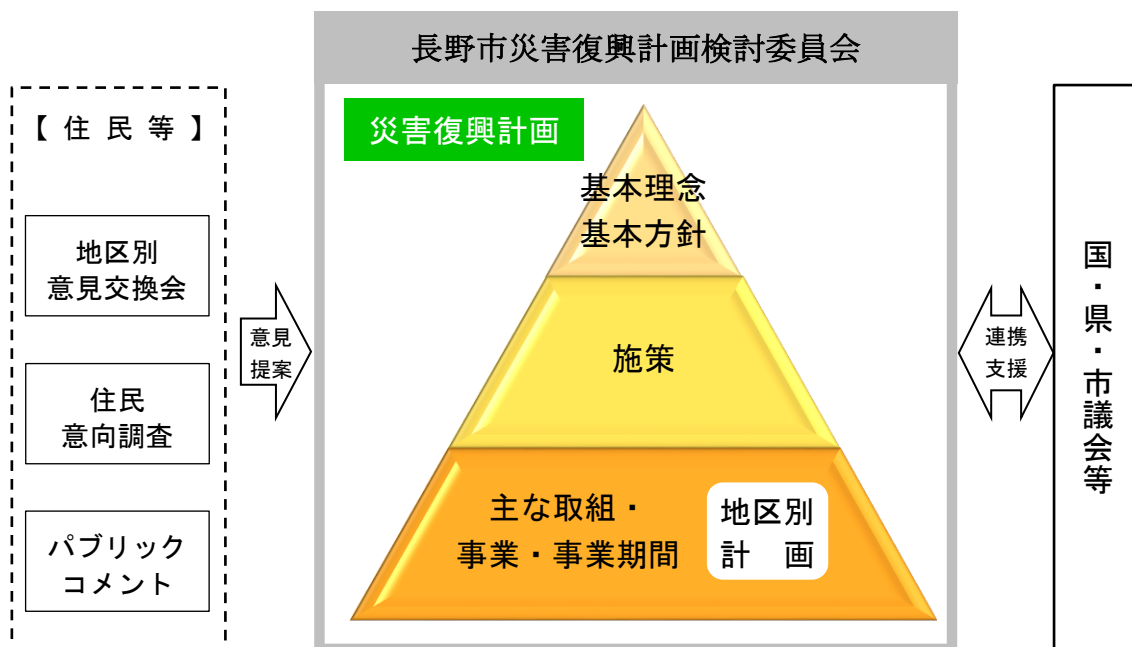 長野市災害復興計画検討委員会
【住民等】
地区別
意見交換会
住民
意向調査
パブリック
コメント
意見
提案
災害復興計画
基本理念
基本方針
施策
主な取組・
事業・事業期間
地区別
計画
連携
支援
国・県・市議会等